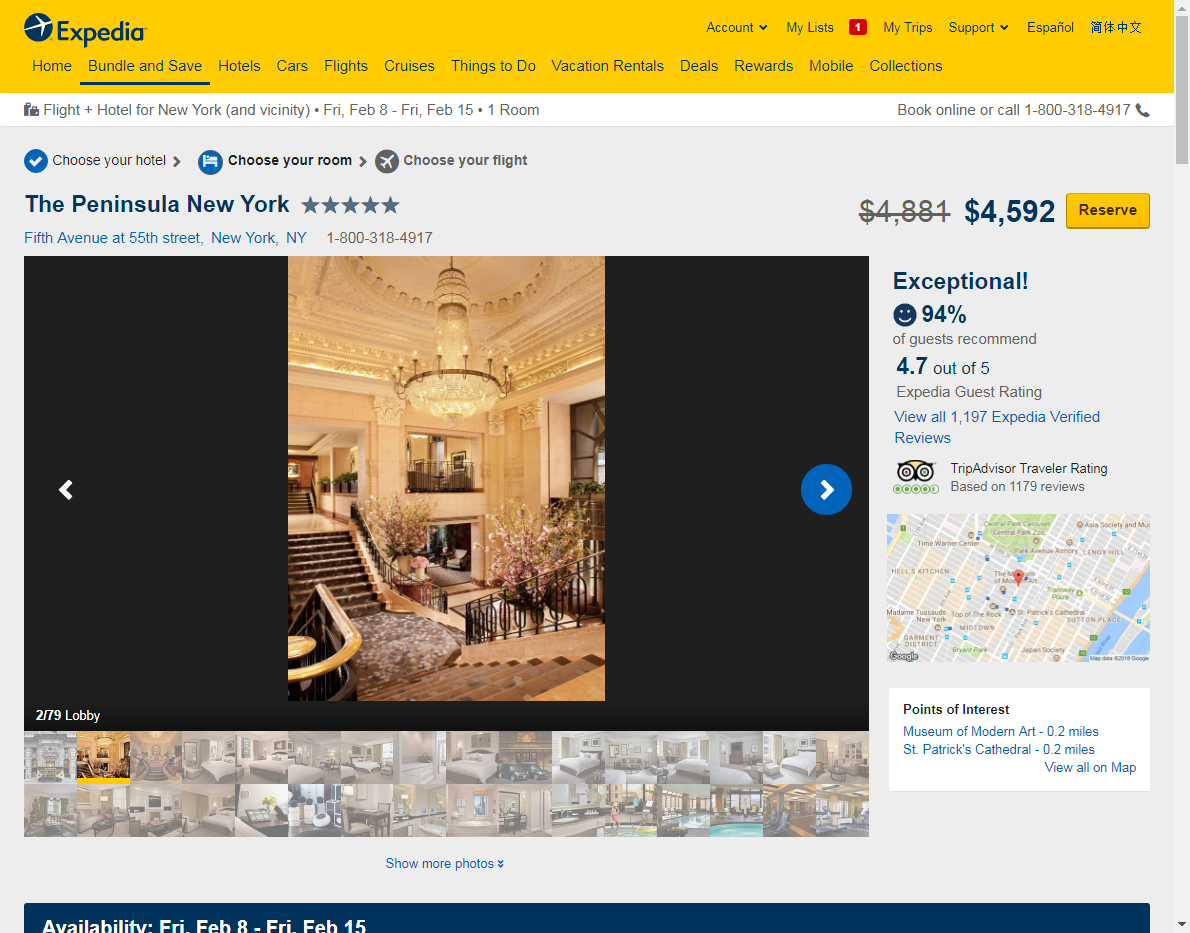 Expedia
Account
My Lists 1
My Trips
Support
Español
简体中文
Home
Bundle and Save
Hotels
Cars
Flights
Cruises
Things to Do
Vacation Rentals
Deals
Rewards
Mobile
Collections
Flight + Hotel for New York (and vicinity) • Fri, Feb 8 - Fri, Feb 15 • 1 Room
Book online or call 1-800-318-4917
Choose your hotel
Choose your room
Choose your flight
The Peninsula New York
$4,881 $4,592
Reserve
Fifth Avenue at 55th street, New York, NY 1-800-318-4917
2/79 Lobby
Show more photos
Exceptional!
94%
of guests recommend
4.7 out of 5
Expedia Guest Rating
View all 1,197 Expedia Verified
Reviews
TripAdvisor Traveler Rating
Based on 1179 reviews
Central Park Carousel
Asia Society and Mu
Central Park Zoo
Time Warner Center
Park Avenue Armory
LENOX HILL
HELL'S KITCHEN
The Museum
of Modern Art
Tramway
Plaza
Madame Tussauds
New York
Top of The Rock
St. Patrick's Cathedral
SUTTON PLACE
MIDTOWN
GARMENT
DISTRICT
Bryant Park
Japan Society
Google
Map data ©2018 Google
Points of Interest
Museum of Modern Art - 0.2 miles
St. Patrick's Cathedral - 0.2 miles
View all on Map
Availability: Fri, Feb 8 - Fri, Feb 15